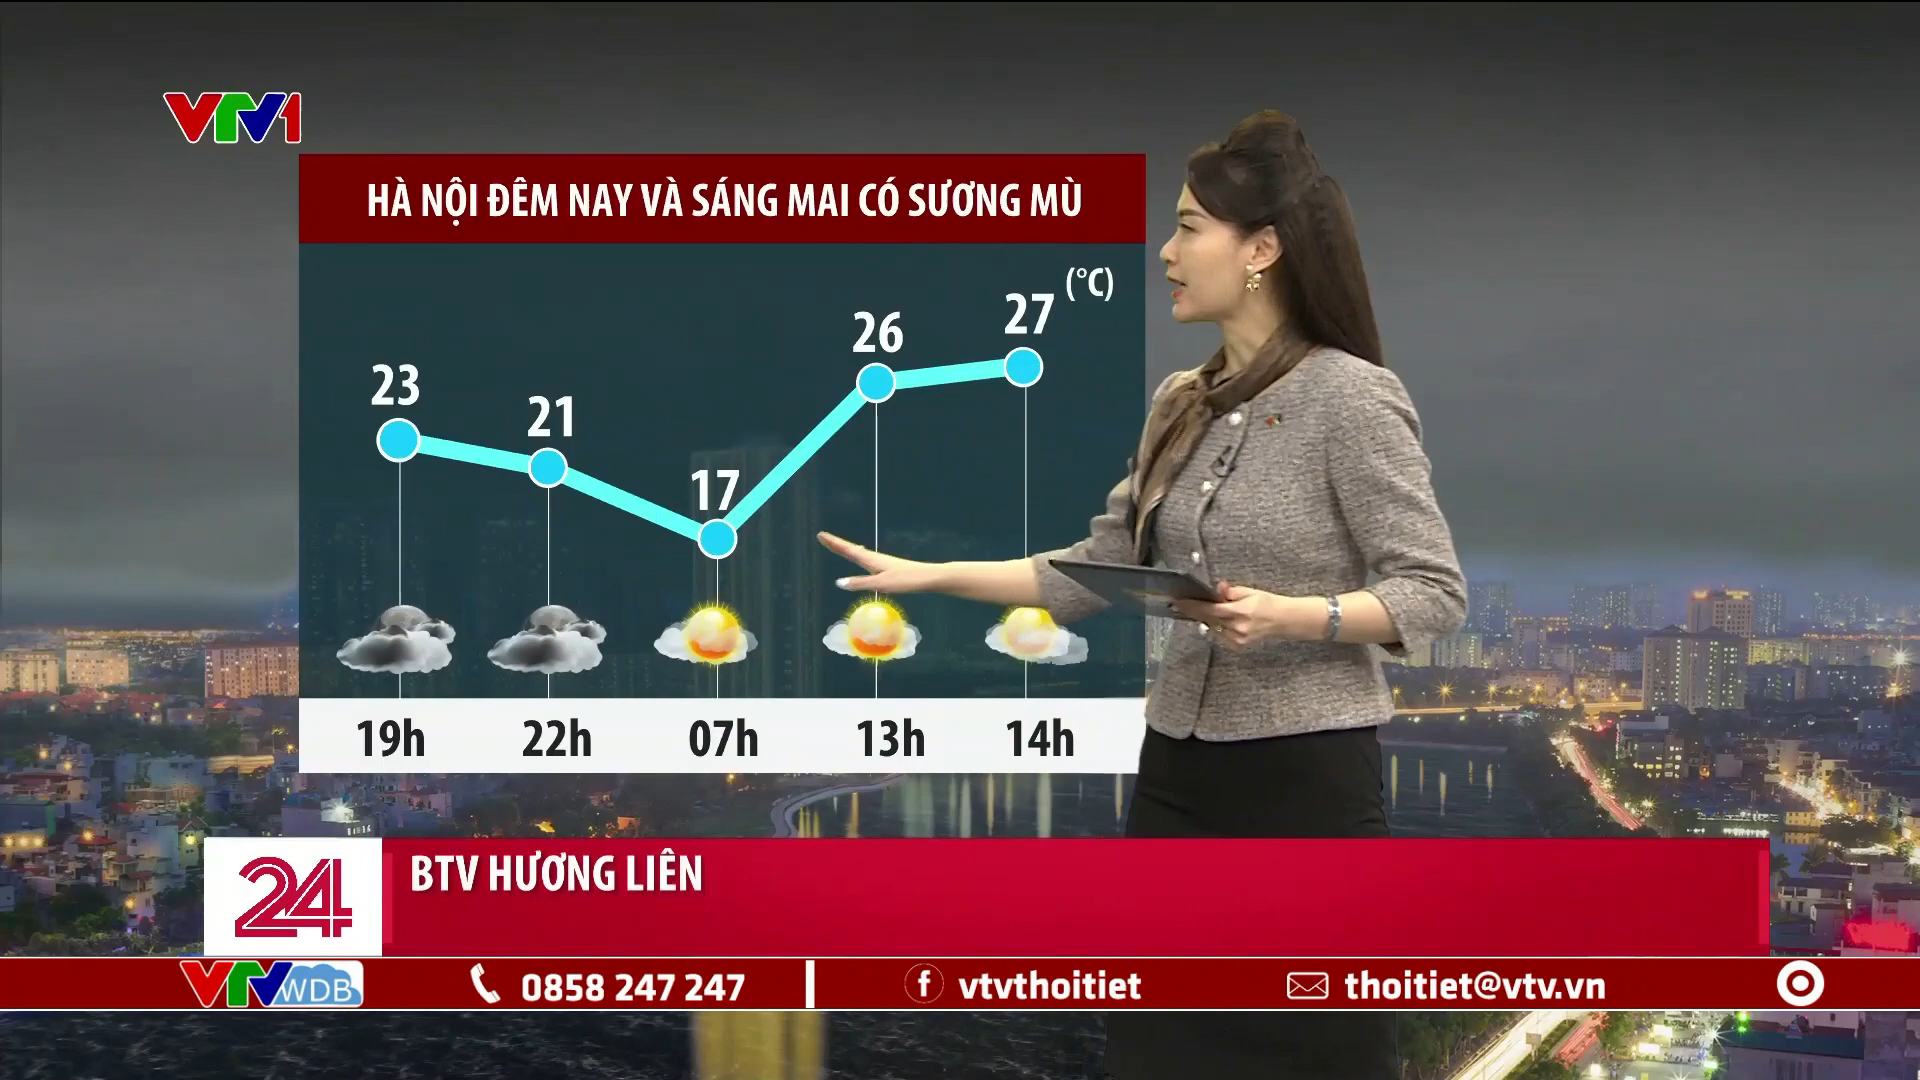 VTV1
HÀ NỘI ĐÊM NAY VÀ SÁNG MAI CÓ SƯƠNG MÙ
(°C)
23
21
17
26
27
19h
22h
07h
13h
14h
24
BTV HƯƠNG LIÊN
VTV WDB
0858 247 247
vtvthoitiet
thoitiet@vtv.vn